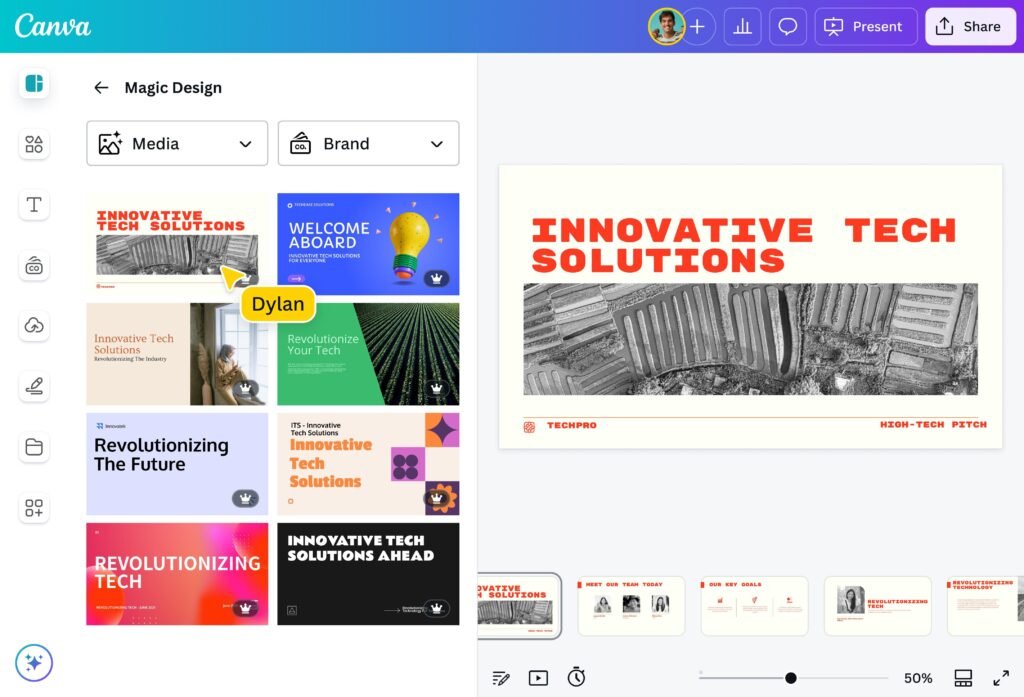 Canva
Present
Share
Magic Design
Media
CO.
Brand
INNOVATIVE
TECH SOLUTIONS
TECHPRO
WELCOME
ABOARD
INNOVATIVE TECH SOLUTIONS
FOR EVERYONE
Dylan
Innovative Tech
Solutions
Revolutionizing The Industry
Revolutionize
Your Tech
Revolutionizing
The Future
ITS - Innovative
Tech Solutions
Innovative
Tech
Solutions
REVOLUTIONIZING
TECH
INNOVATIVE TECH
SOLUTIONS AHEAD
INNOVATIVE TECH
SOLUTIONS
TECHPRO
HIGH-TECH PITCH
MEET OUR TEAM TODAY
OUR KEY GOALS
REVOLUTIONIZING
TECH
REVOLUTIONIZING
TECHNOLOGY
50%